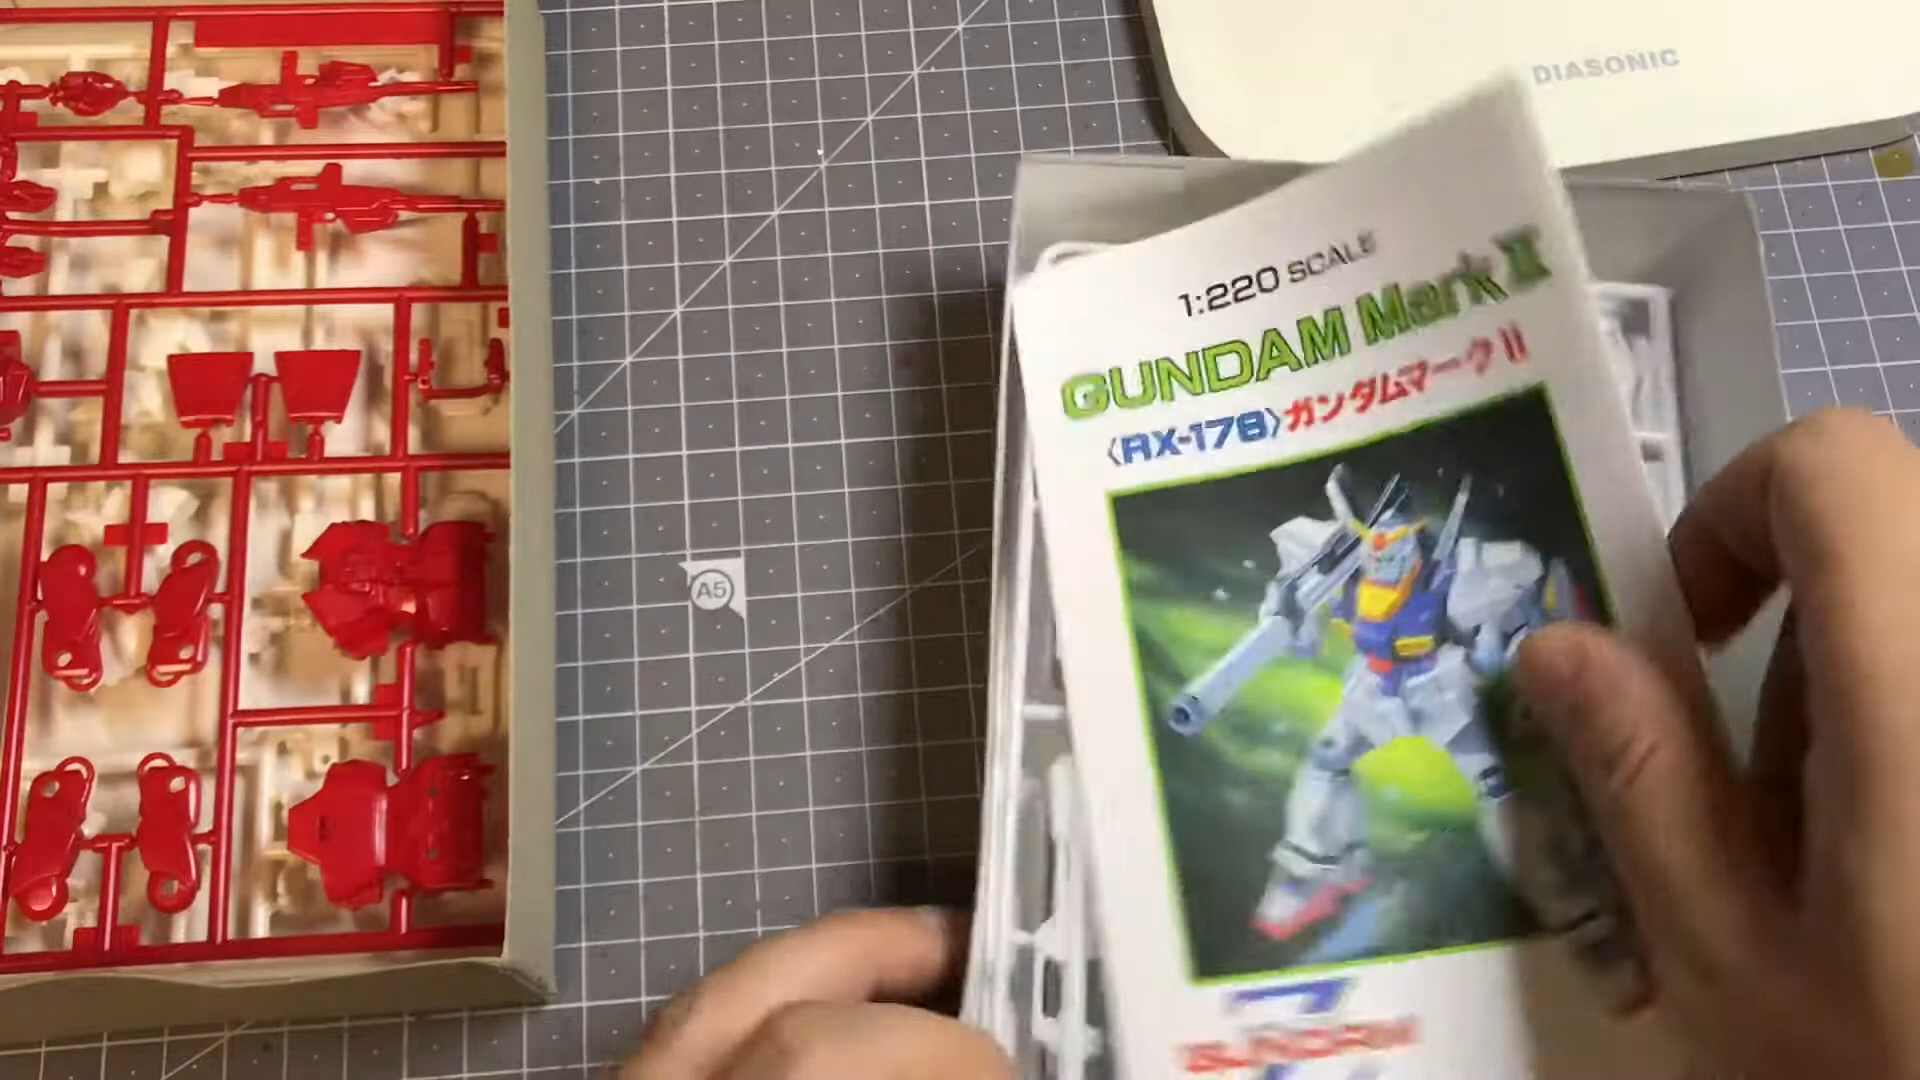 DIASONIC
1:220 SCALE
GUNDAM Mark II
〈RX-178〉ガンダムマークII
A5
Z
GUNDAM